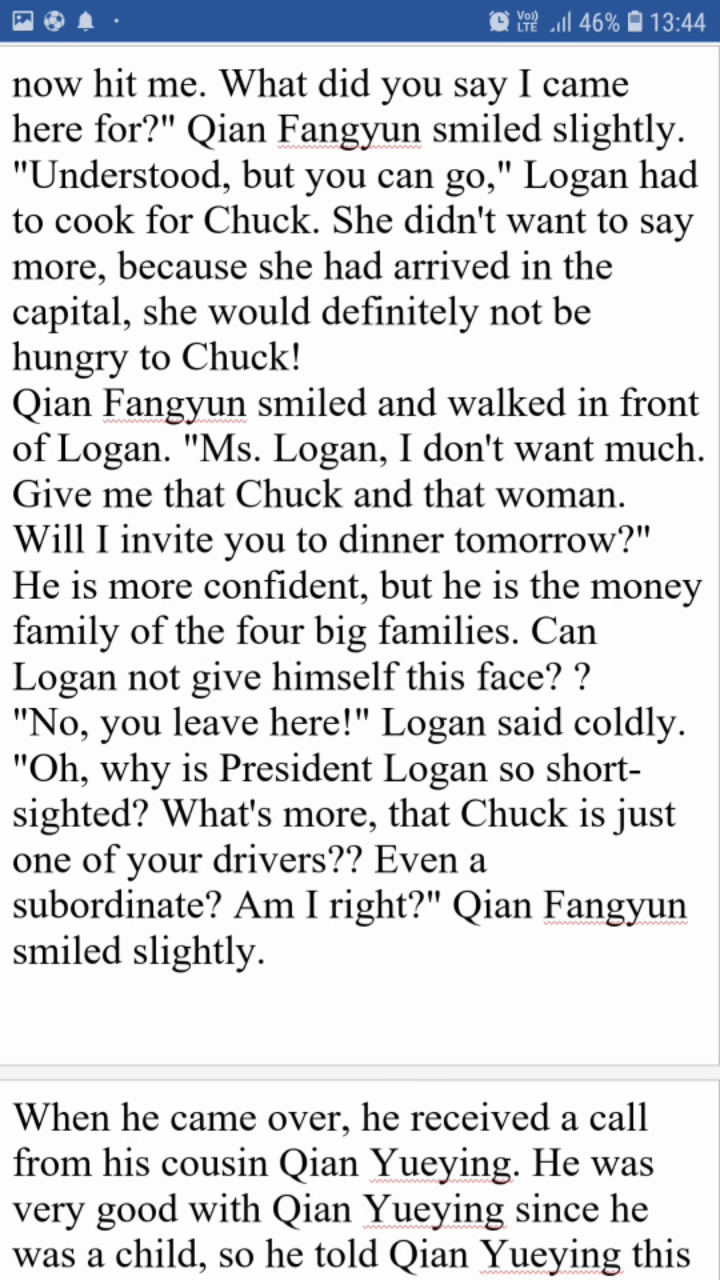 Vo))
LTE
46%
13:44
now hit me. What did you say I came
here for?" Qian Fangyun smiled slightly.
"Understood, but you can go," Logan had
to cook for Chuck. She didn't want to say
more, because she had arrived in the
capital, she would definitely not be
hungry to Chuck!
Qian Fangyun smiled and walked in front
of Logan. "Ms. Logan, I don't want much.
Give me that Chuck and that woman.
Will I invite you to dinner tomorrow?"
He is more confident, but he is the money
family of the four big families. Can
Logan not give himself this face? ?
"No, you leave here!" Logan said coldly.
"Oh, why is President Logan so short-
sighted? What's more, that Chuck is just
one of your drivers?? Even a
subordinate? Am I right?" Qian Fangyun
smiled slightly.
When he came over, he received a call
from his cousin Qian Yueying. He was
very good with Qian Yueying since he
was a child, so he told Qian Yueying this